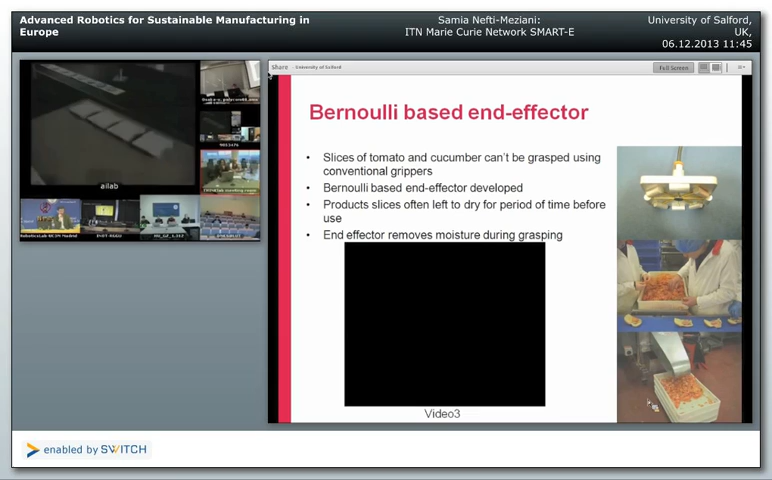 Advanced Robotics for Sustainable Manufacturing in
Europe
Samia Nefti-Meziani:
ITN Marie Curie Network SMART-E
University of Salford,
UK,
06.12.2013 11:45
ailab
Share
University of Salford
Full Screen
Bernoulli based end-effector
• Slices of tomato and cucumber can't be grasped using
conventional grippers
• Bernoulli based end-effector developed
• Products slices often left to dry for period of time before
use
• End effector removes moisture during grasping
Video3
enabled by SWITCH